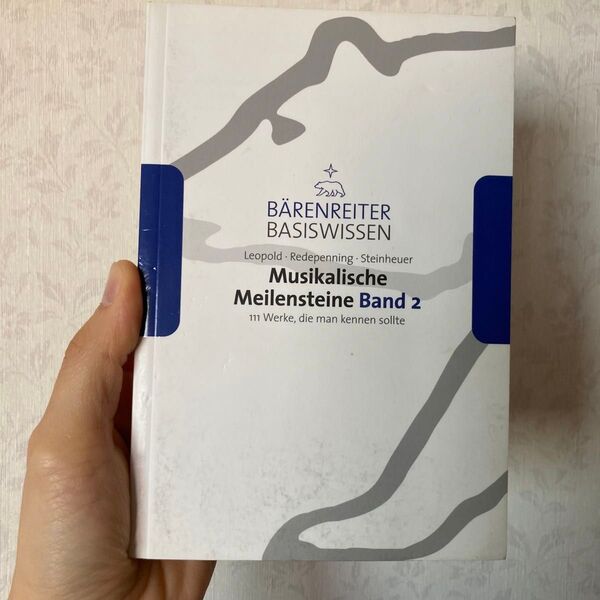 BÄRENREITER
BASISWISSEN
Leopold · Redepenning · Steinheuer
Musikalische
Meilensteine Band 2
111 Werke, die man kennen sollte